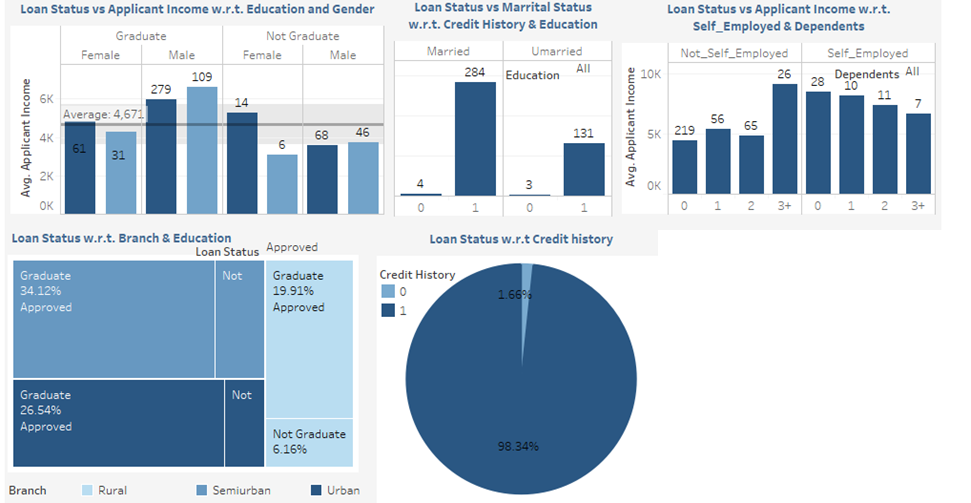 Loan Status vs Applicant Income w.r.t. Education and Gender
Graduate
Not Graduate
Female
Male
Female
Male
Avg. Applicant Income
6K
4K
2K
0K
Average: 4,671
61
31
279
109
14
6
68
46
Loan Status vs Marrital Status
w.r.t. Credit History & Education
Married
Umarried
Education
All
4
284
3
131
0
1
0
1
Loan Status vs Applicant Income w.r.t.
Self_Employed & Dependents
Not_Self_Employed
Self_Employed
Dependents
All
Avg. Applicant Income
10K
5K
0K
219
56
65
26
28
10
11
7
0
1
2
3+
0
1
2
3+
Loan Status w.r.t. Branch & Education
Loan Status
Approved
Graduate
34.12%
Approved
Not
Graduate
19.91%
Approved
Graduate
26.54%
Approved
Not
Not Graduate
6.16%
Branch
Rural
Semiurban
Urban
Loan Status w.r.t Credit history
Credit History
0
1
1.66%
98.34%